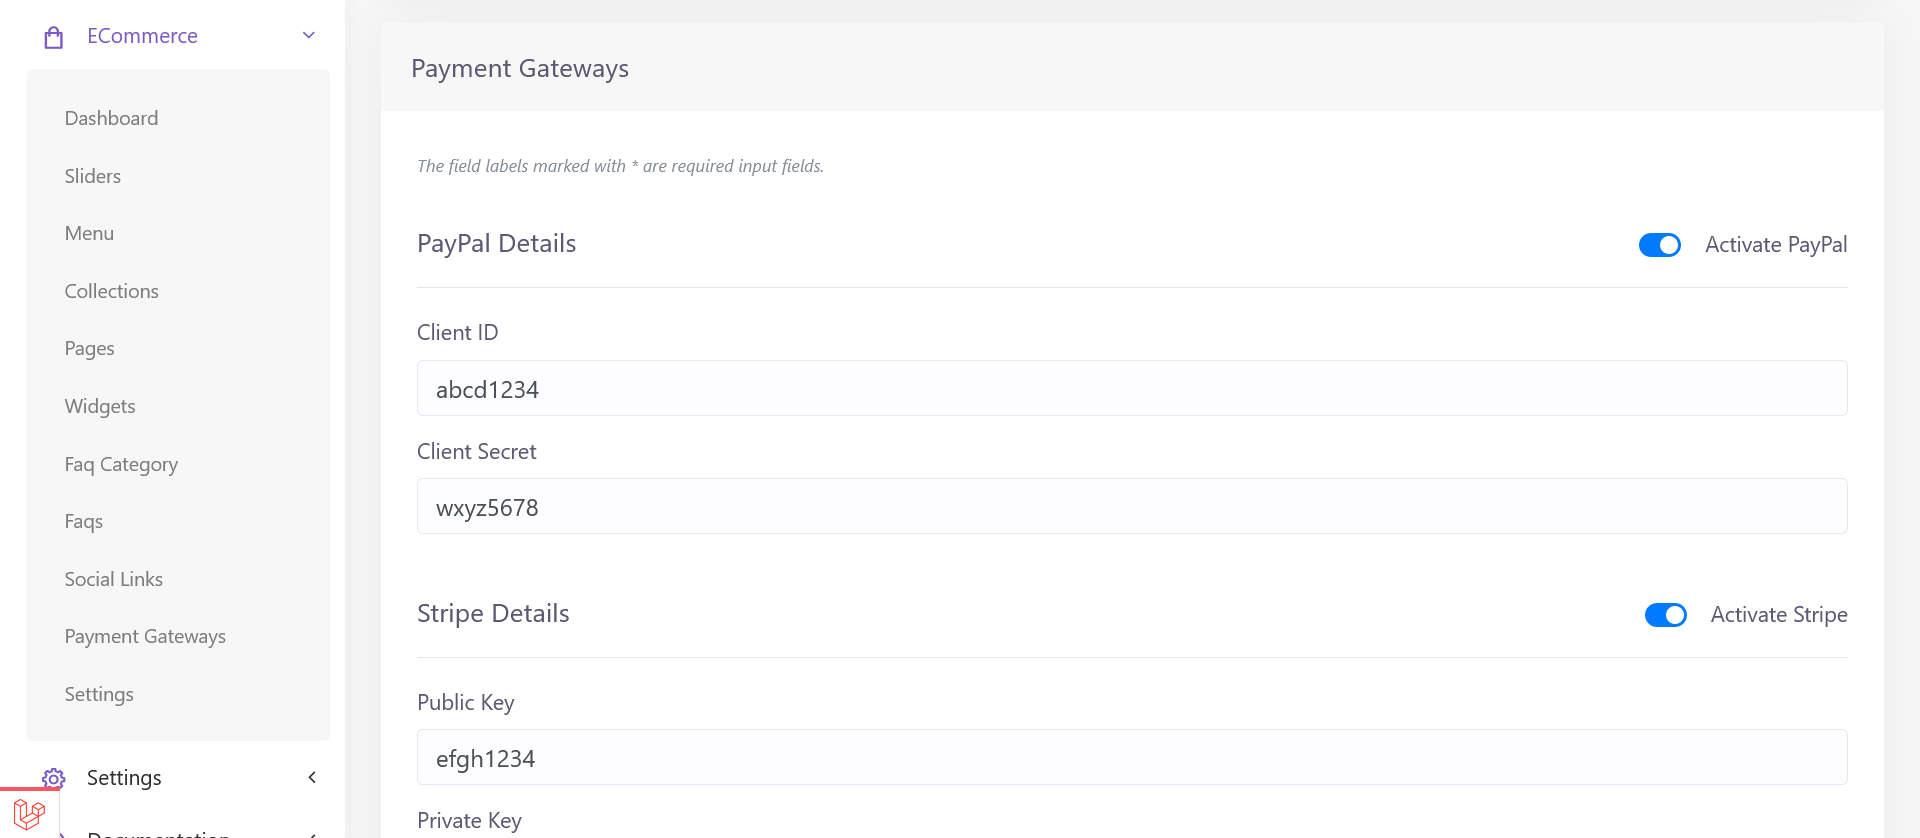 ECommerce
Dashboard
Sliders
Menu
Collections
Pages
Widgets
Faq Category
Faqs
Social Links
Payment Gateways
Settings
Settings
Documentation
Payment Gateways
The field labels marked with * are required input fields.
PayPal Details
Activate PayPal
Client ID
abcd1234
Client Secret
wxyz5678
Stripe Details
Activate Stripe
Public Key
efgh1234
Private Key